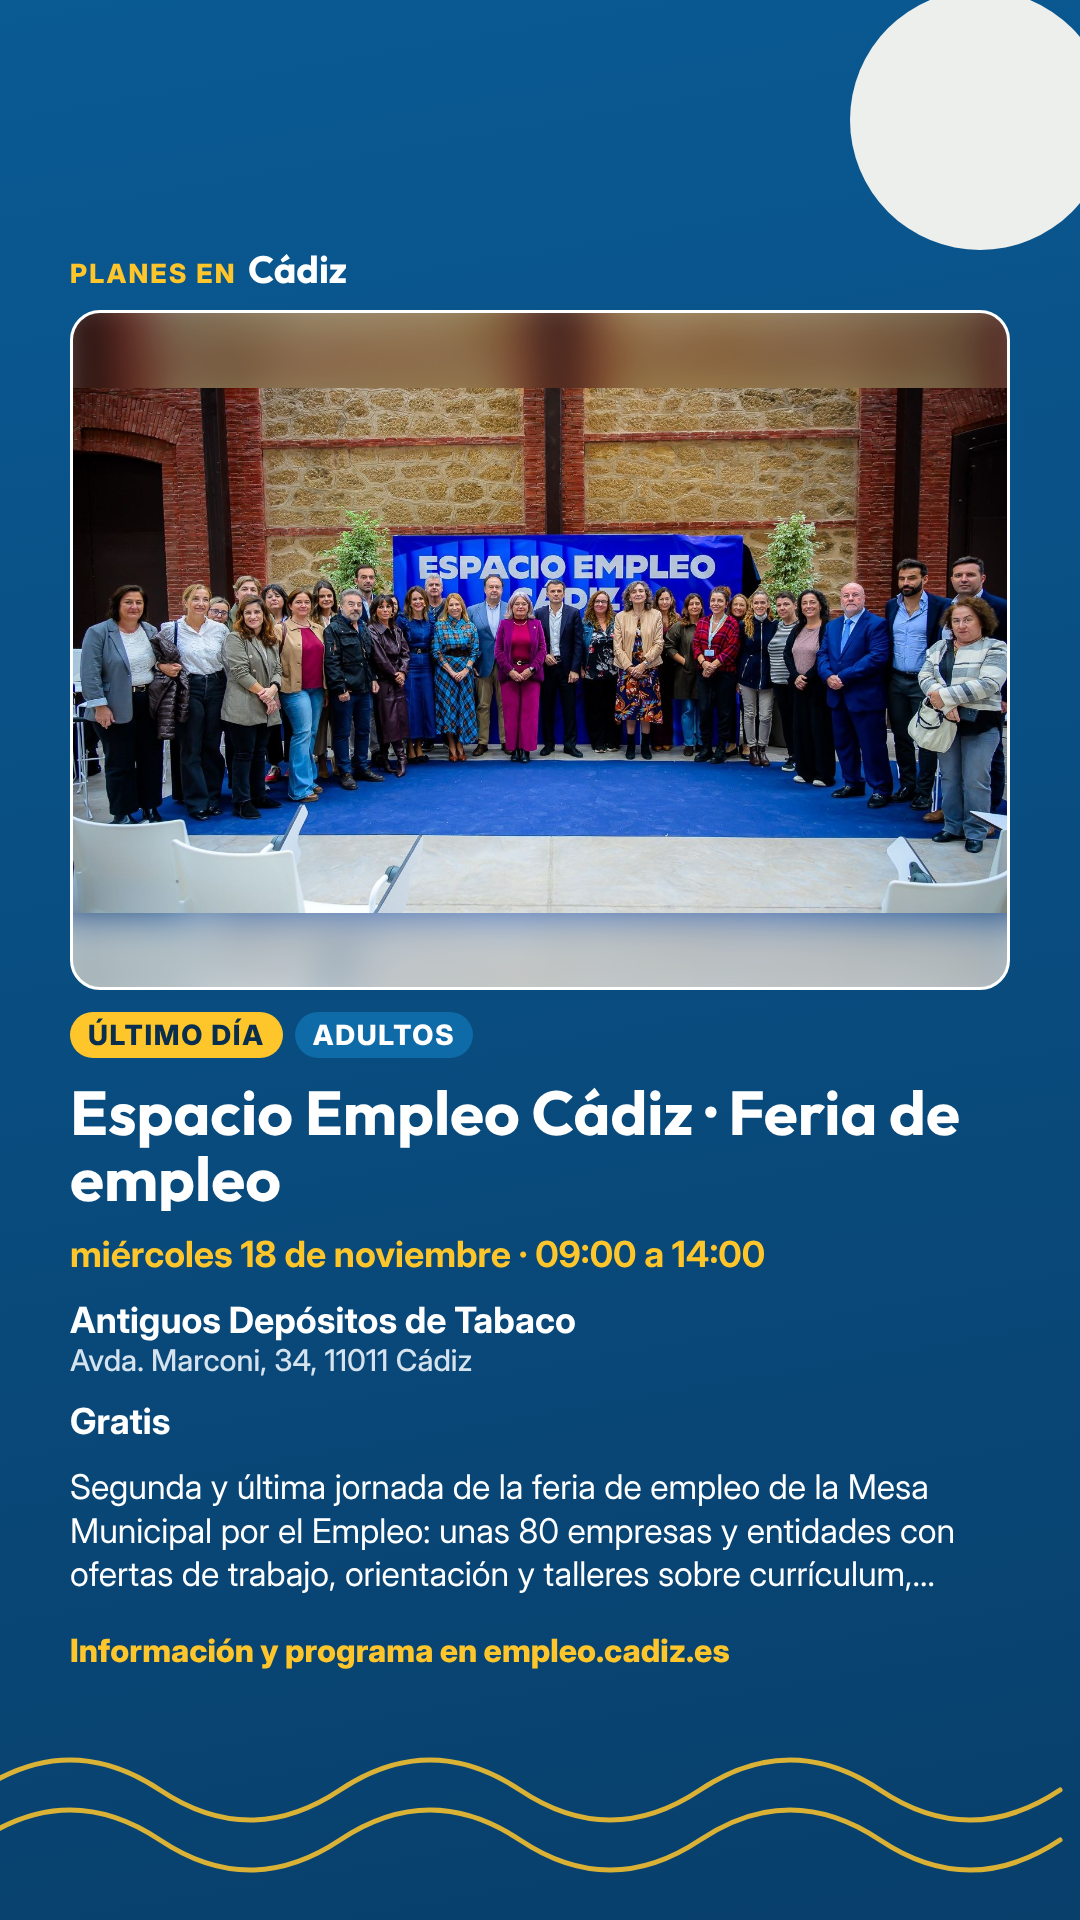 PLANES EN Cádiz
ESPACIO EMPLEO
CÁDIZ
ÚLTIMO DÍA ADULTOS
Espacio Empleo Cádiz · Feria de
empleo
miércoles 18 de noviembre · 09:00 a 14:00
Antiguos Depósitos de Tabaco
Avda. Marconi, 34, 11011 Cádiz
Gratis
Segunda y última jornada de la feria de empleo de la Mesa
Municipal por el Empleo: unas 80 empresas y entidades con
ofertas de trabajo, orientación y talleres sobre currículum,...
Información y programa en empleo.cadiz.es